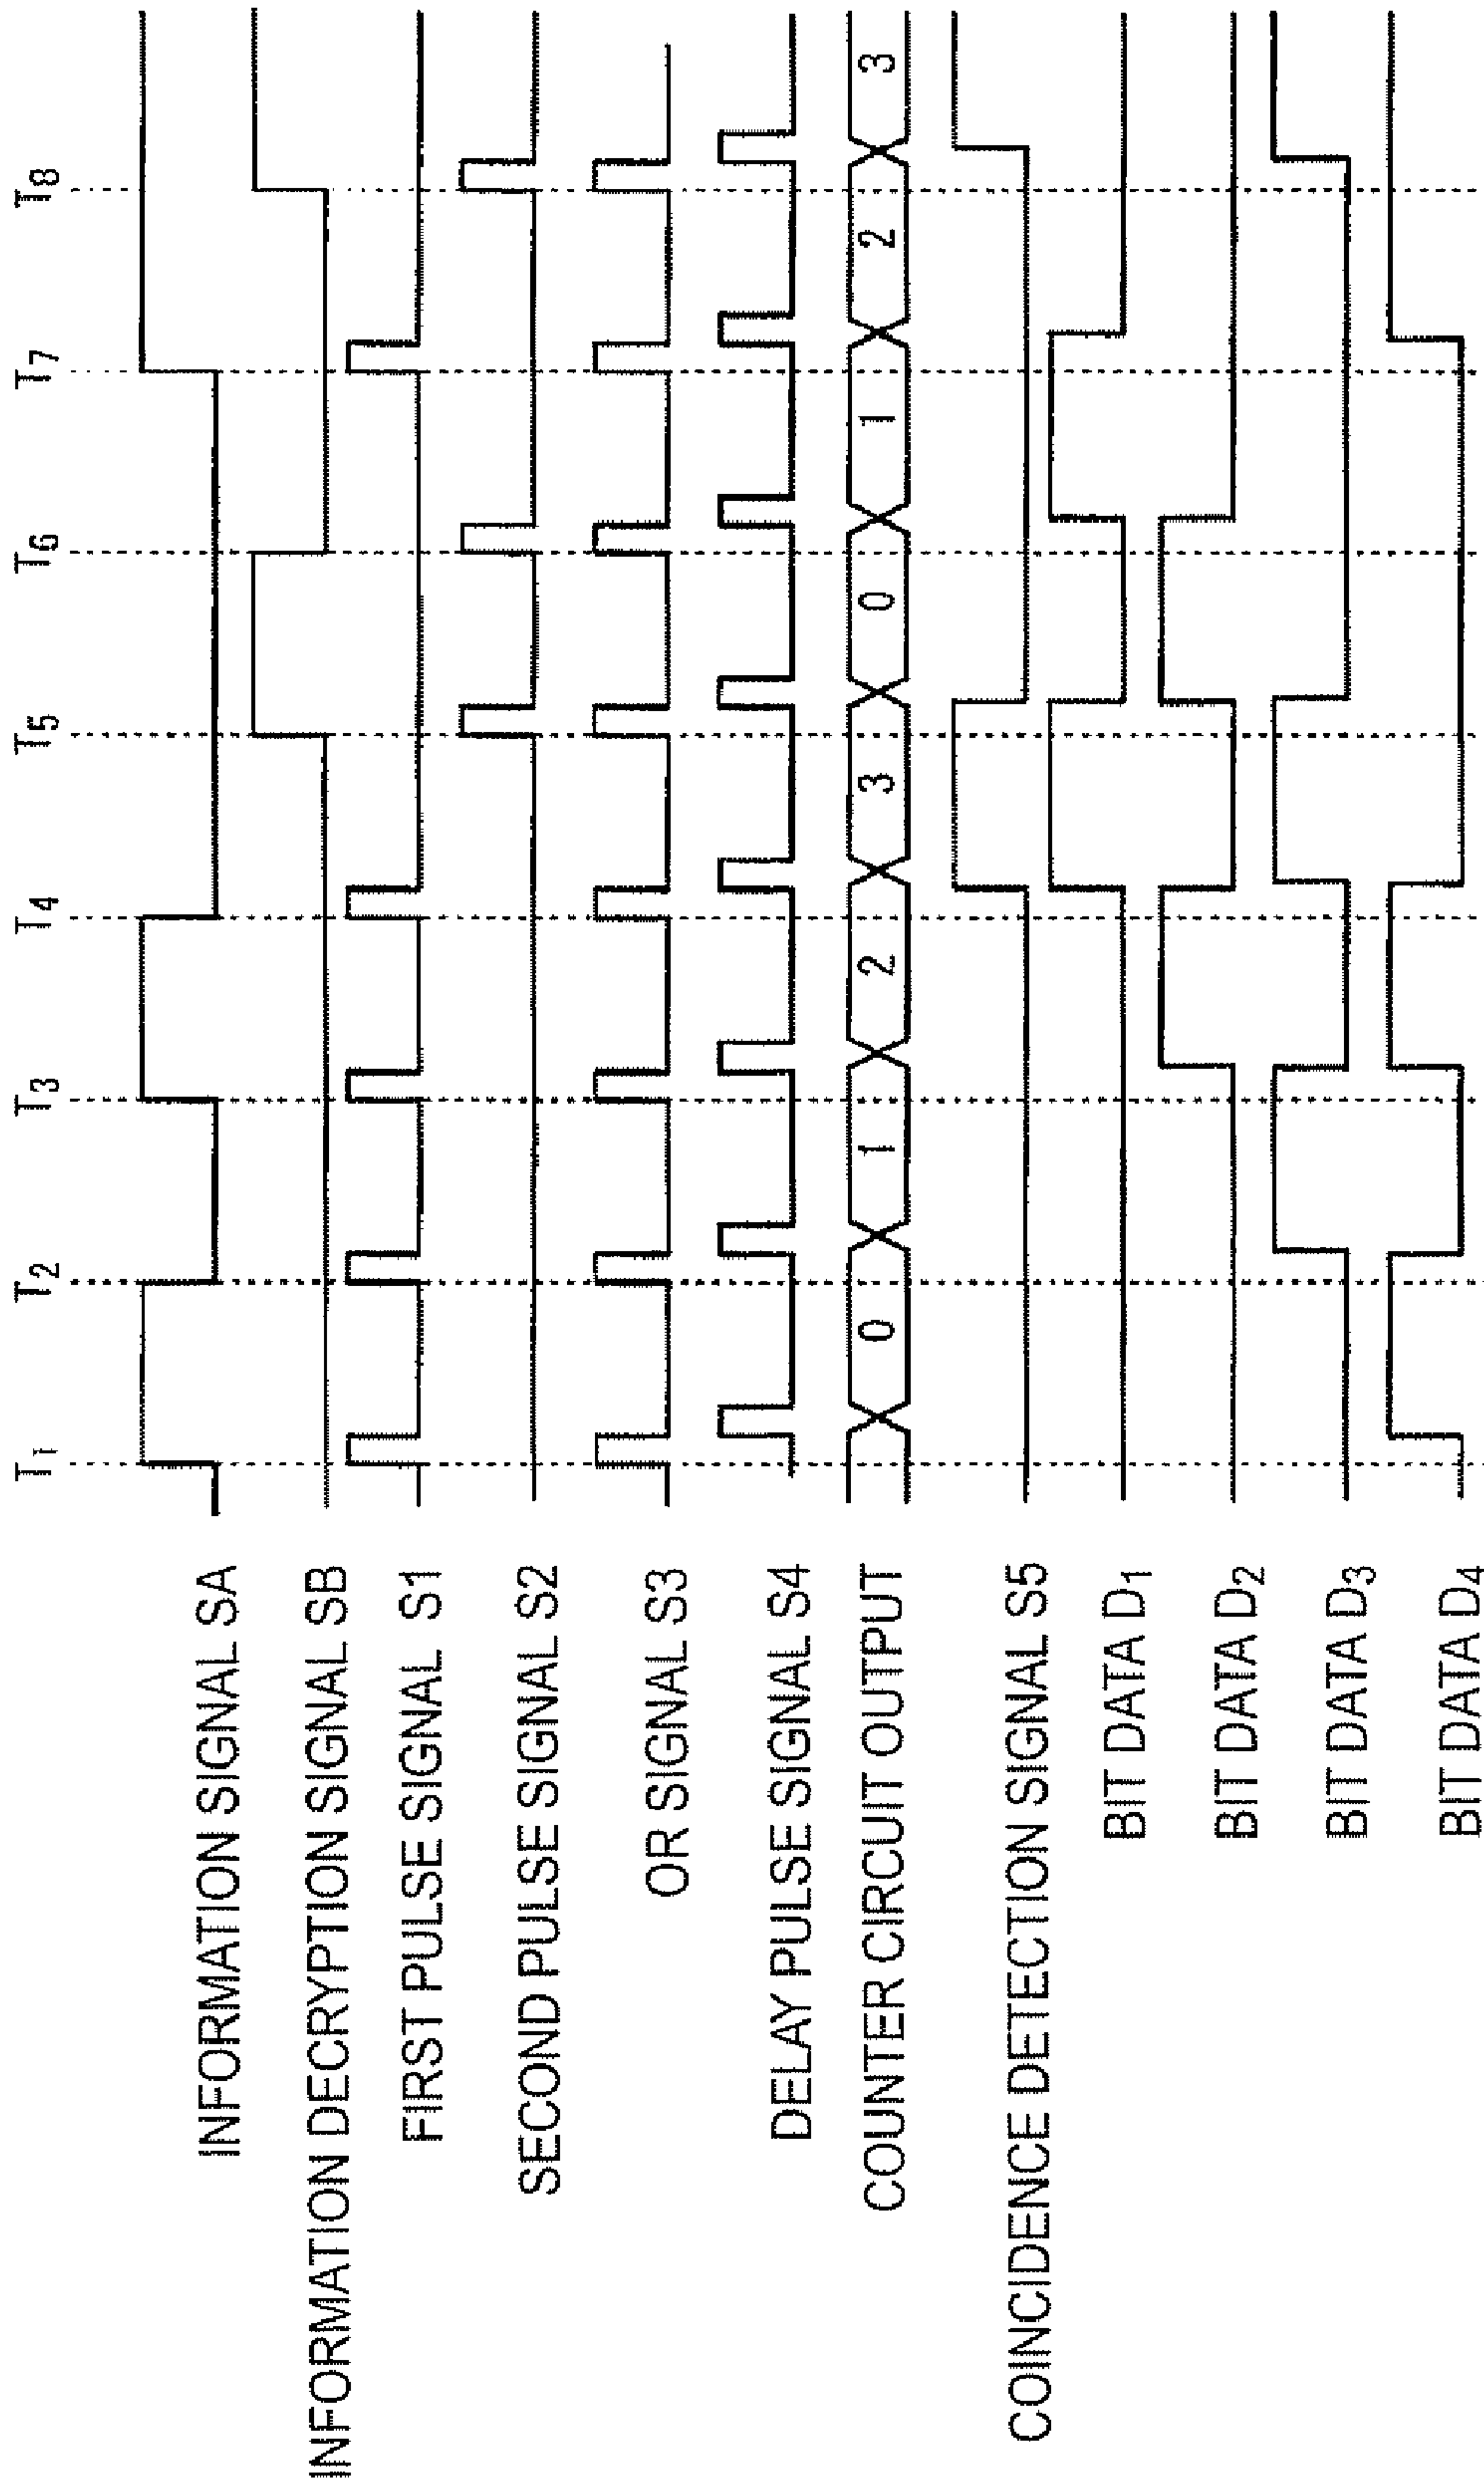 T1 T2 T3 T4 T5 T6 T7 T8
INFORMATION SIGNAL SA
INFORMATION DECRYPTION SIGNAL SB
FIRST PULSE SIGNAL S1
SECOND PULSE SIGNAL S2
OR SIGNAL S3
DELAY PULSE SIGNAL S4
COUNTER CIRCUIT OUTPUT 0 1 2 3 0 1 2 3
COINCIDENCE DETECTION SIGNAL S5
BIT DATA D1
BIT DATA D2
BIT DATA D3
BIT DATA D4